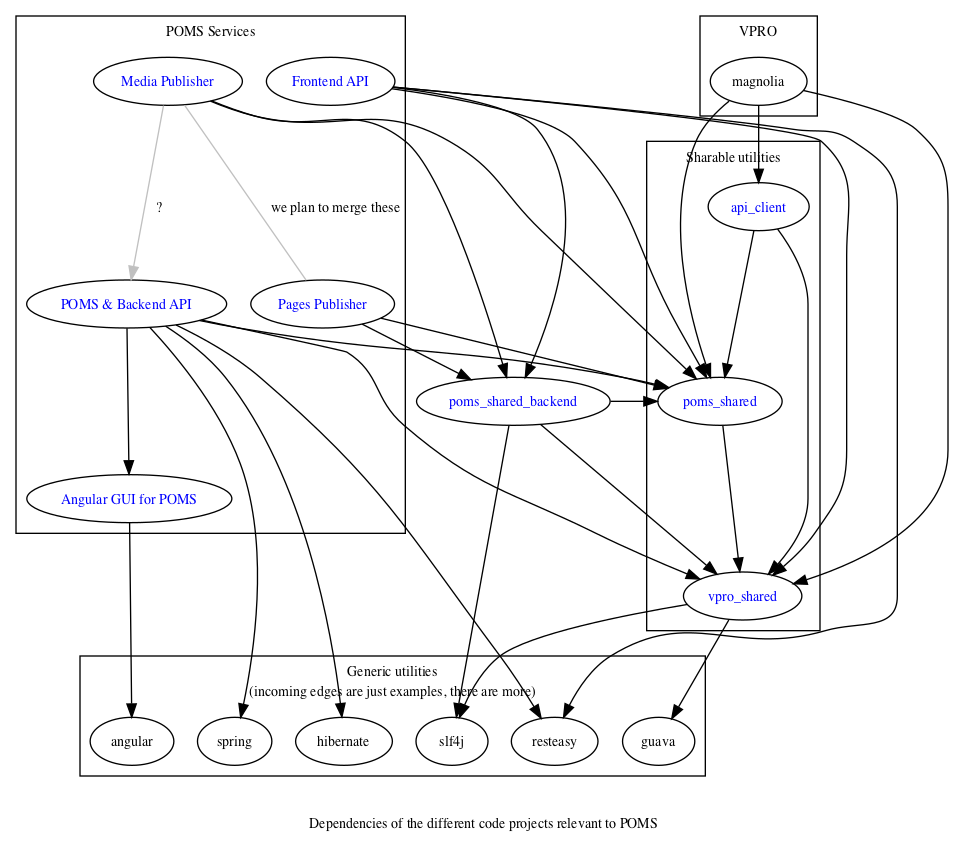 POMS Services
VPRO
Media Publisher
Frontend API
magnolia
Sharable utilities
?
we plan to merge these
api_client
POMS & Backend API
Pages Publisher
poms_shared_backend
poms_shared
Angular GUI for POMS
vpro_shared
Generic utilities
(incoming edges are just examples, there are more)
angular
spring
hibernate
slf4j
resteasy
guava
Dependencies of the different code projects relevant to POMS